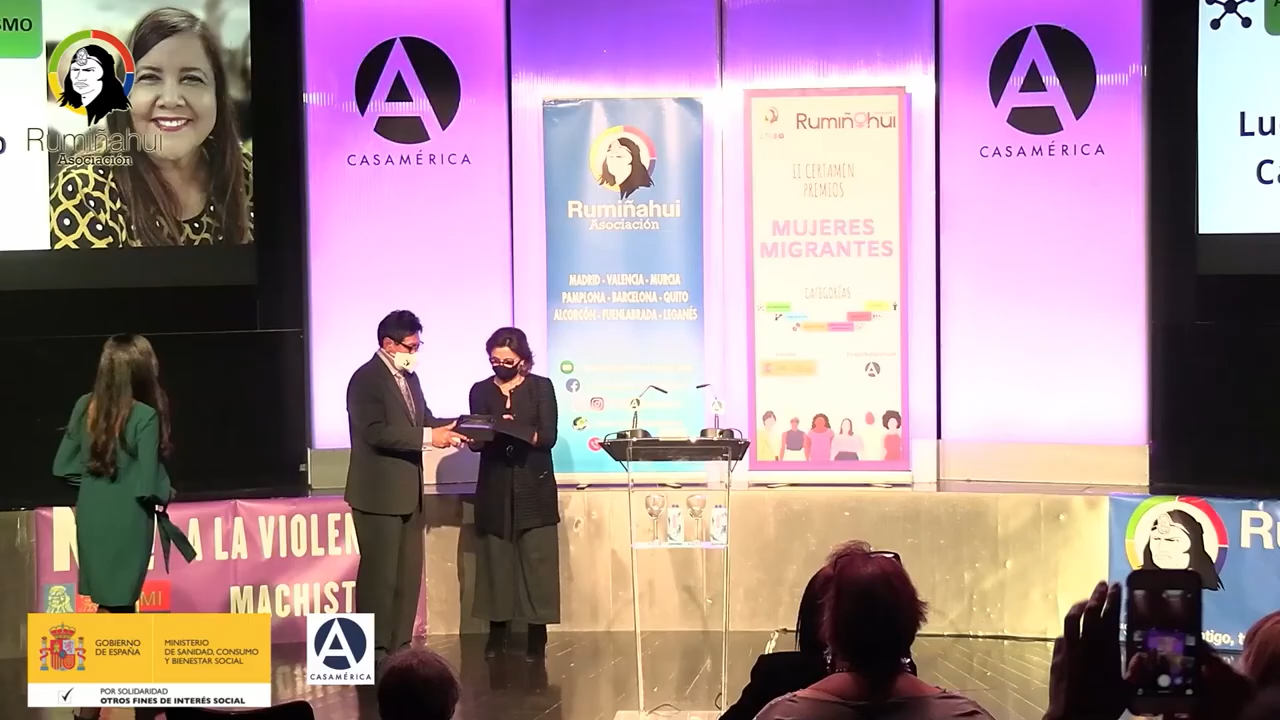 SMO
Rumiñahui
Asociación
CASAMÉRICA
Rumiñahui
Asociación
MADRID - VALENCIA - MURCIA
PAMPLONA - BARCELONA - QUITO
ALCORCÓN - FUENLABRADA - LEGANÉS
Rumiñahui
II CERTAMEN
PREMIOS
MUJERES
MIGRANTES
CATEGORÍAS
CASAMÉRICA
Lu
Ca
A LA VIOLEN
MACHIST
MI
Ru
GOBIERNO
DE ESPAÑA
MINISTERIO
DE SANIDAD, CONSUMO
Y BIENESTAR SOCIAL
POR SOLIDARIDAD
OTROS FINES DE INTERÉS SOCIAL
CASAMÉRICA